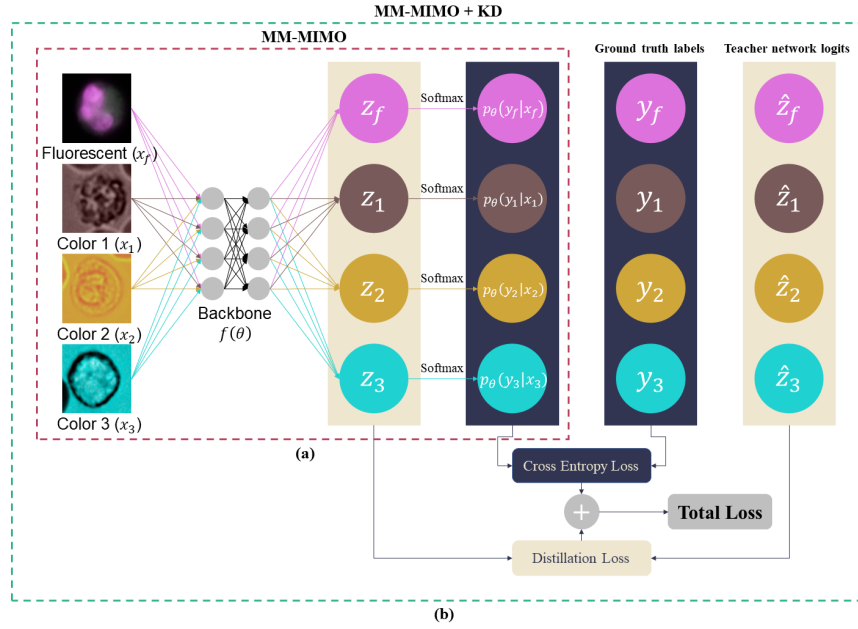 MM-MIMO + KD
MM-MIMO
Ground truth labels
Teacher network logits
Fluorescent (x_f)
Color 1 (x_1)
Color 2 (x_2)
Color 3 (x_3)
Backbone
f(θ)
z_f
Softmax
p_θ(y_f|x_f)
y_f
ẑ_f
z_1
Softmax
p_θ(y_1|x_1)
y_1
ẑ_1
z_2
Softmax
p_θ(y_2|x_2)
y_2
ẑ_2
z_3
Softmax
p_θ(y_3|x_3)
y_3
ẑ_3
(a)
Cross Entropy Loss
+
Total Loss
Distillation Loss
(b)